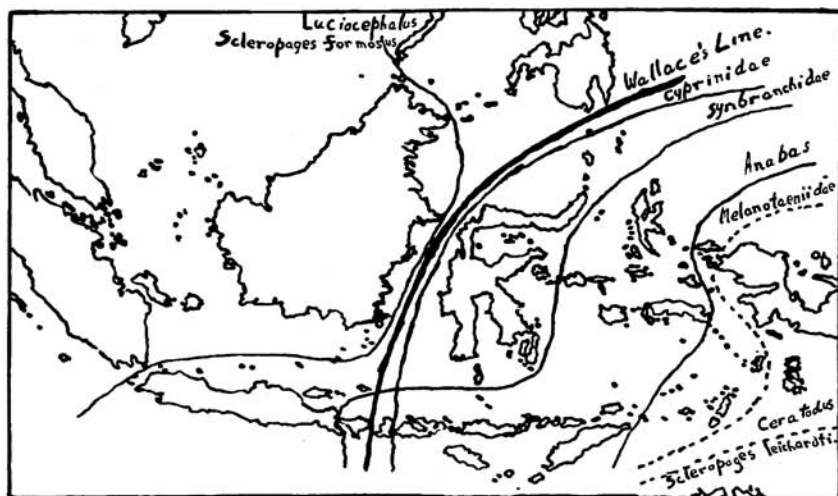 Luciocephalus
Scleropages formosus
Wallace's Line.
Cyprinidae
Synbranchidae
Anabas
Melanotaeniidae
Ceratodus
Scleropages leichardti.